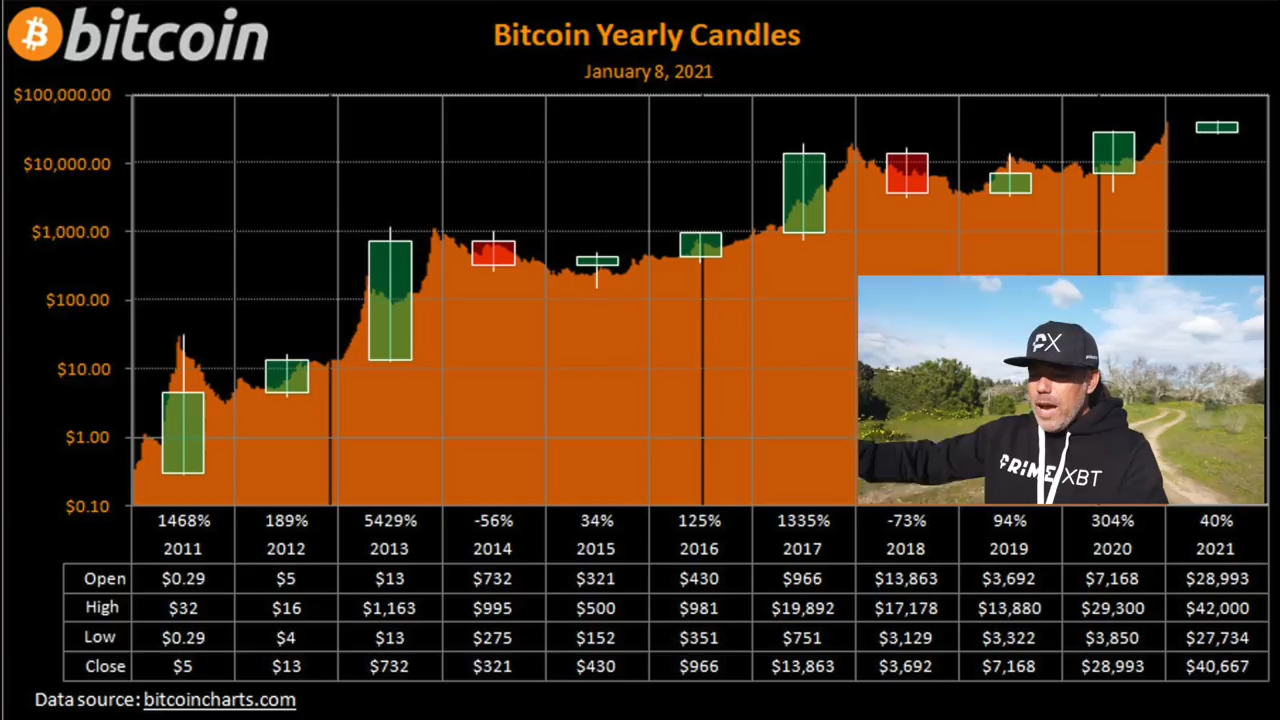 bitcoin
Bitcoin Yearly Candles
January 8, 2021
$100,000.00
$10,000.00
$1,000.00
$100.00
$10.00
$1.00
$0.10
PX
PRIME XBT
1468% 189% 5429% -56% 34% 125% 1335% -73% 94% 304% 40%
2011 2012 2013 2014 2015 2016 2017 2018 2019 2020 2021
Open $0.29 $5 $13 $732 $321 $430 $966 $13,863 $3,692 $7,168 $28,993
High $32 $16 $1,163 $995 $500 $981 $19,892 $17,178 $13,880 $29,300 $42,000
Low $0.29 $4 $13 $275 $152 $351 $751 $3,129 $3,322 $3,850 $27,734
Close $5 $13 $732 $321 $430 $966 $13,863 $3,692 $7,168 $28,993 $40,667
Data source: bitcoincharts.com